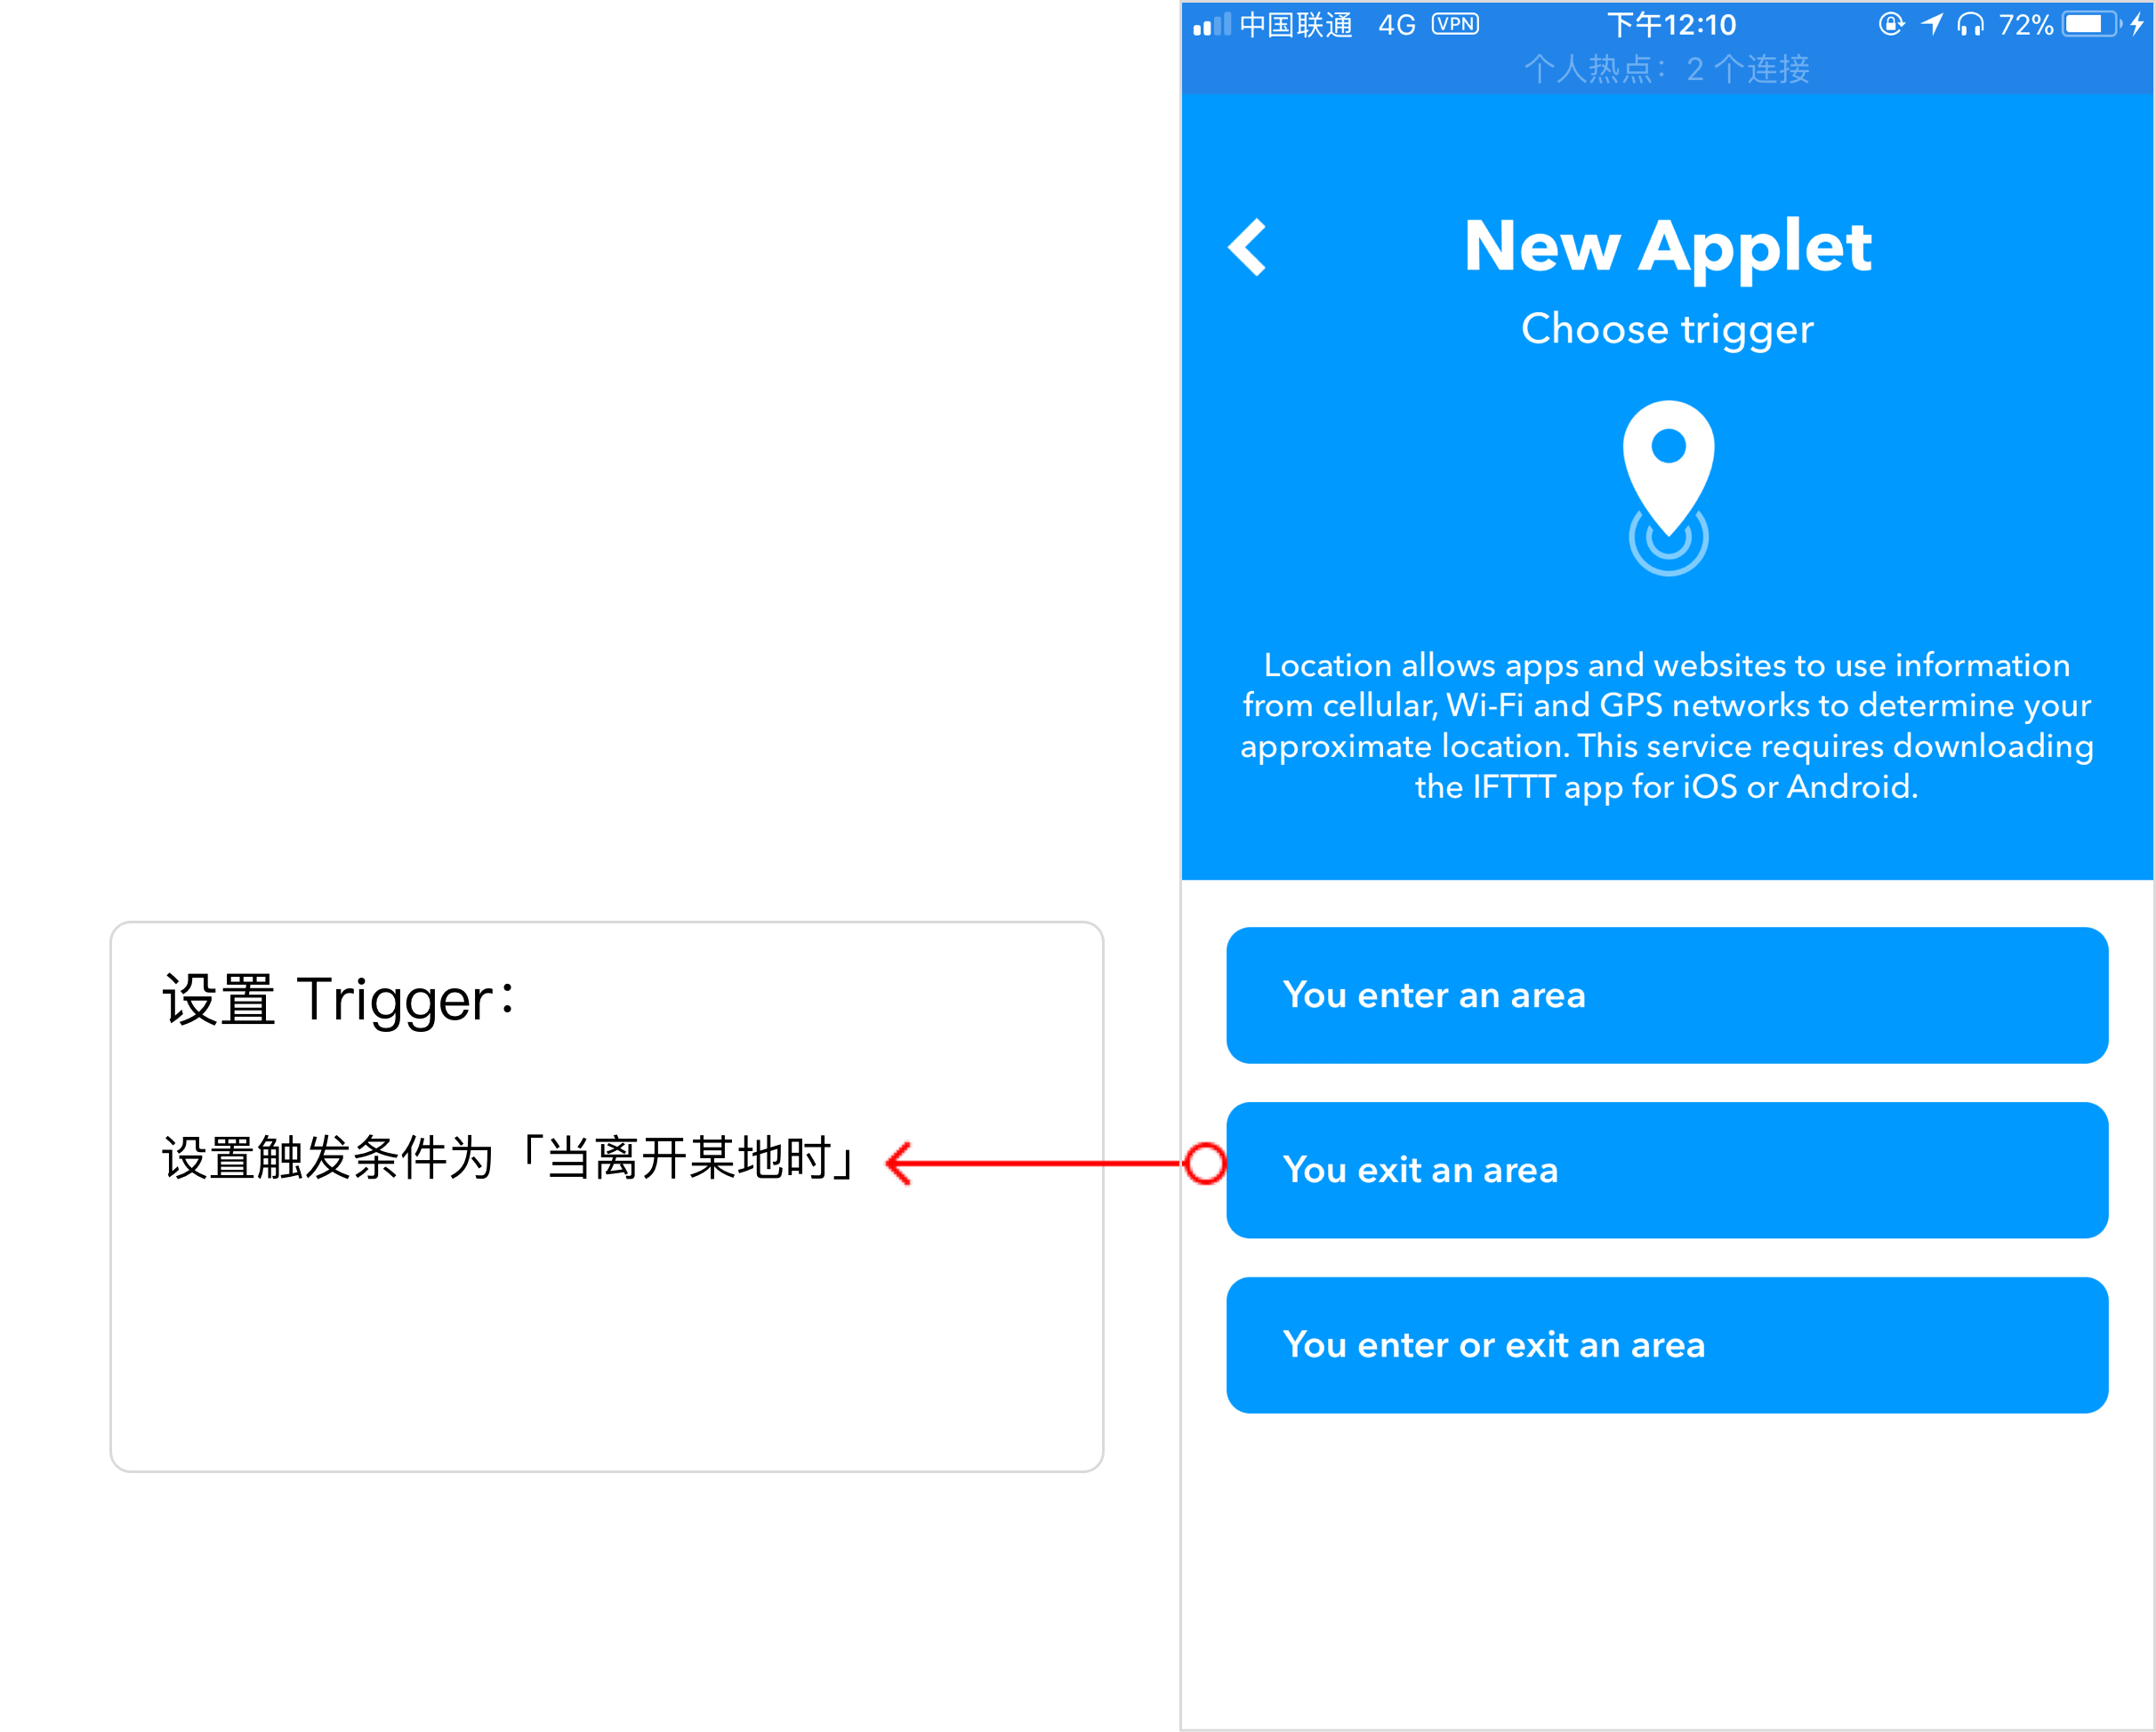 中国联通 4G VPN 下午12:10 72%
个人热点：2 个连接
New Applet
Choose trigger
Location allows apps and websites to use information
from cellular, Wi-Fi and GPS networks to determine your
approximate location. This service requires downloading
the IFTTT app for iOS or Android.
设置 Trigger：
设置触发条件为「当离开基地时」
You enter an area
You exit an area
You enter or exit an area